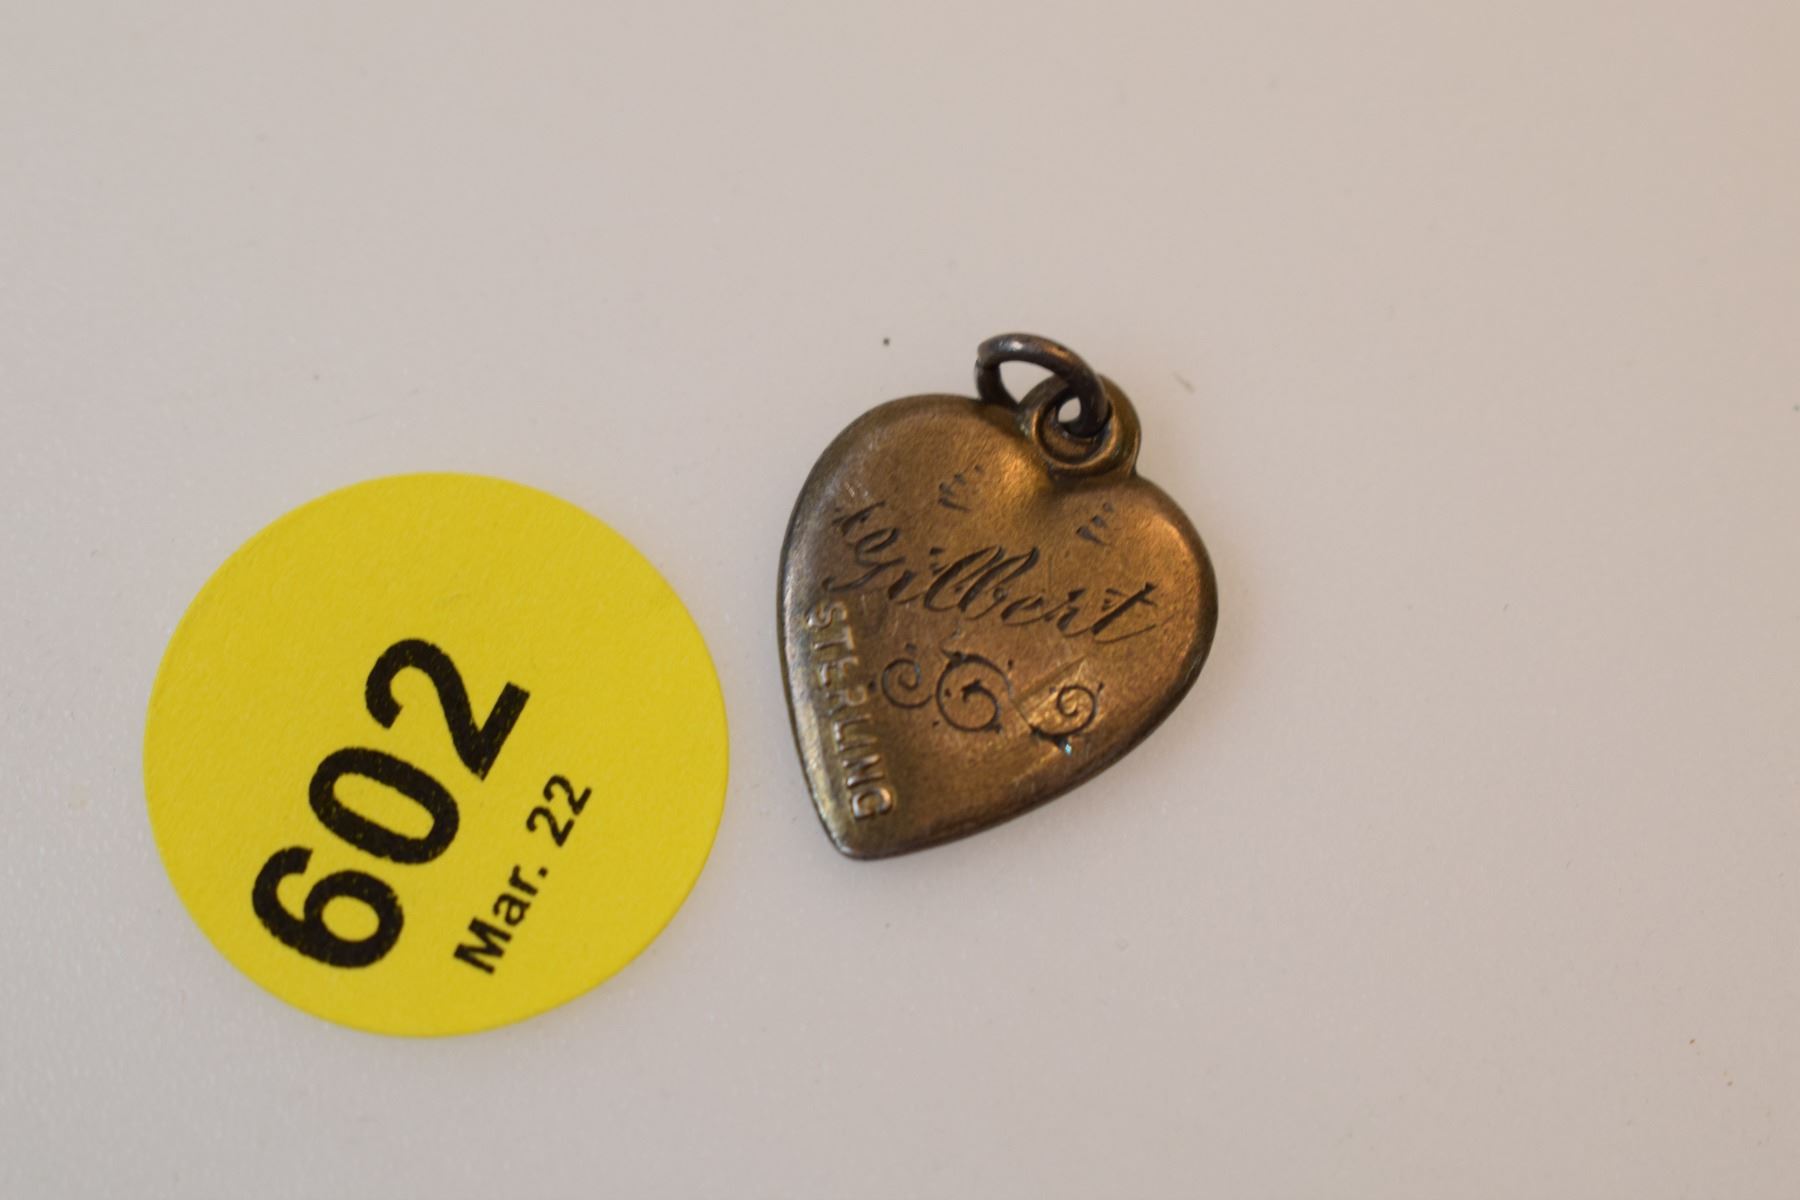 602
Mar. 22
Gilbert
STERLING